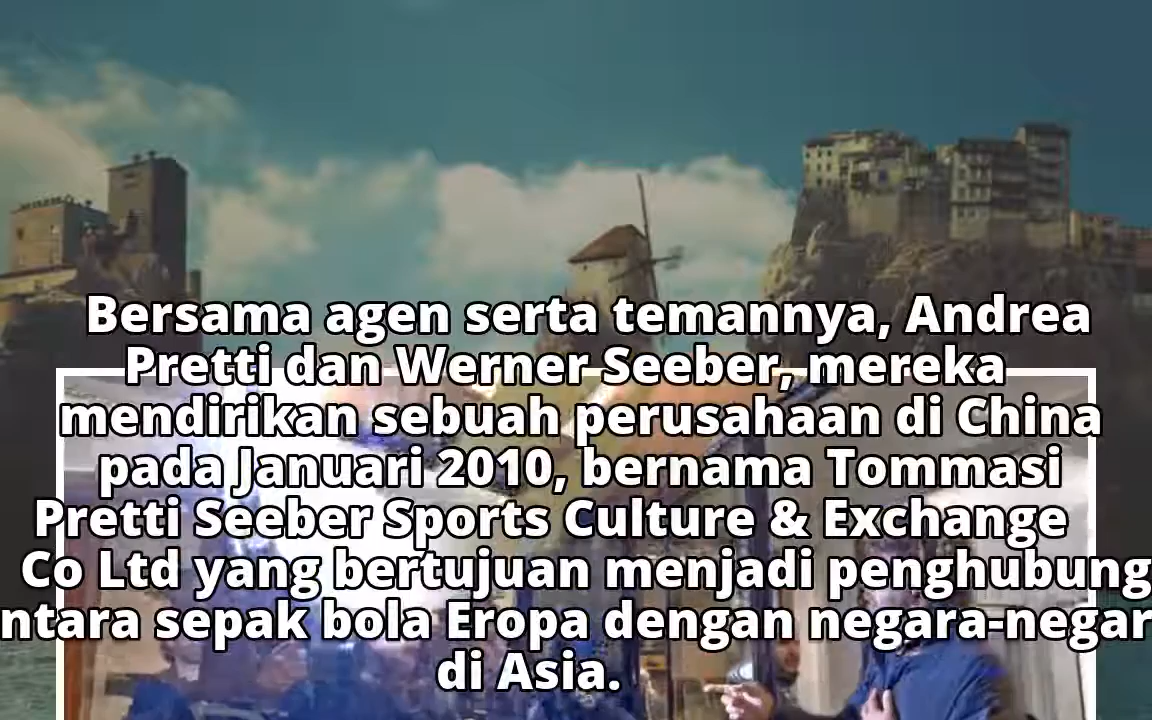 Bersama agen serta temannya, Andrea
Pretti dan Werner Seeber, mereka
mendirikan sebuah perusahaan di China
pada Januari 2010, bernama Tommasi
Pretti Seeber Sports Culture & Exchange
Co Ltd yang bertujuan menjadi penghubung
ntara sepak bola Eropa dengan negara-negar
di Asia.